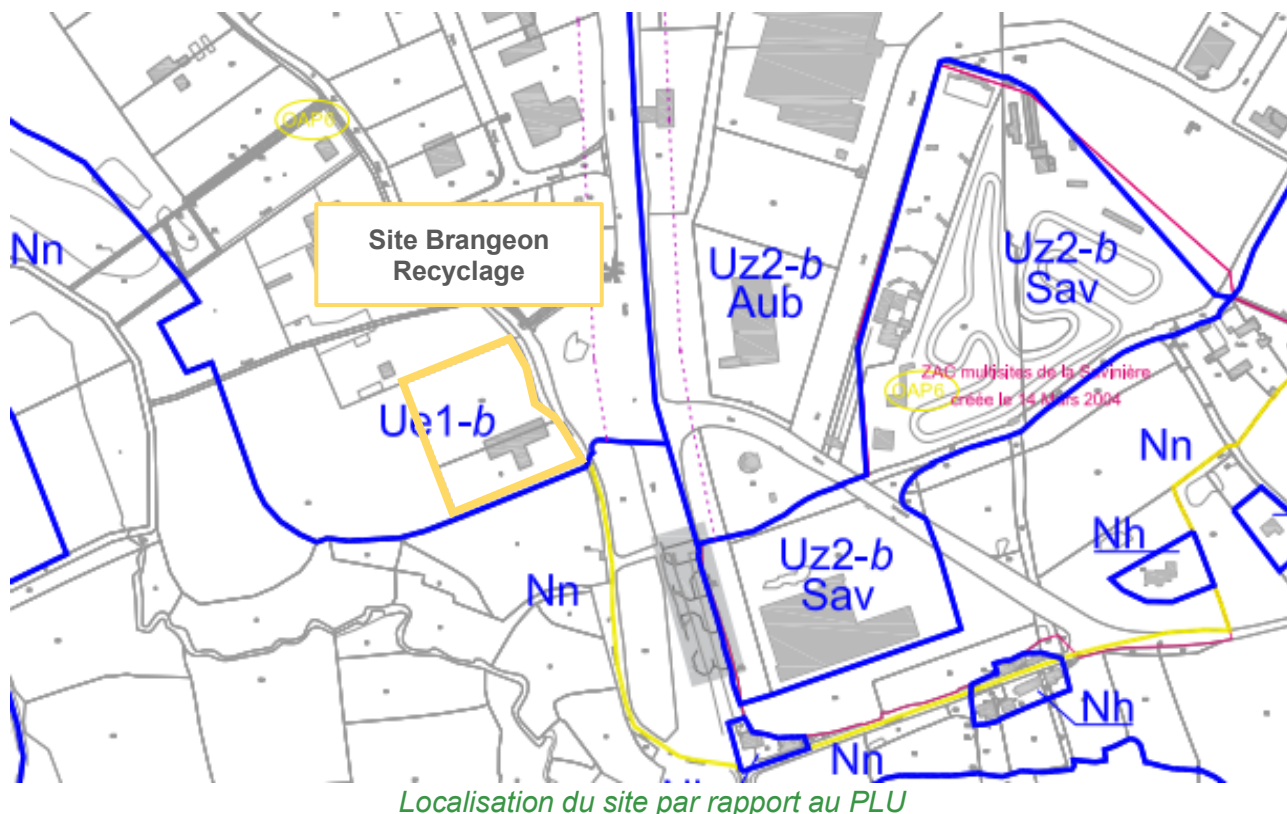 OAP6
Nn
Site Brangeon
Recyclage
Uz2-b
Aub
Uz2-b
Sav
ZAC multisites de la Savinière
OAP6
créée le 14 Mars 2004
Ue1-b
Nn
Nh
Uz2-b
Sav
Nn
Nh
Nn
Localisation du site par rapport au PLU